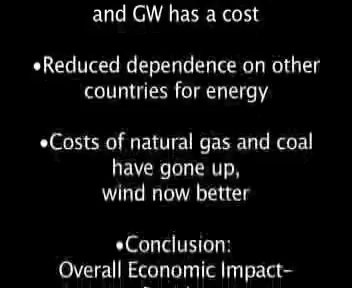 and GW has a cost
•Reduced dependence on other
countries for energy
•Costs of natural gas and coal
have gone up,
wind now better
•Conclusion:
Overall Economic Impact–